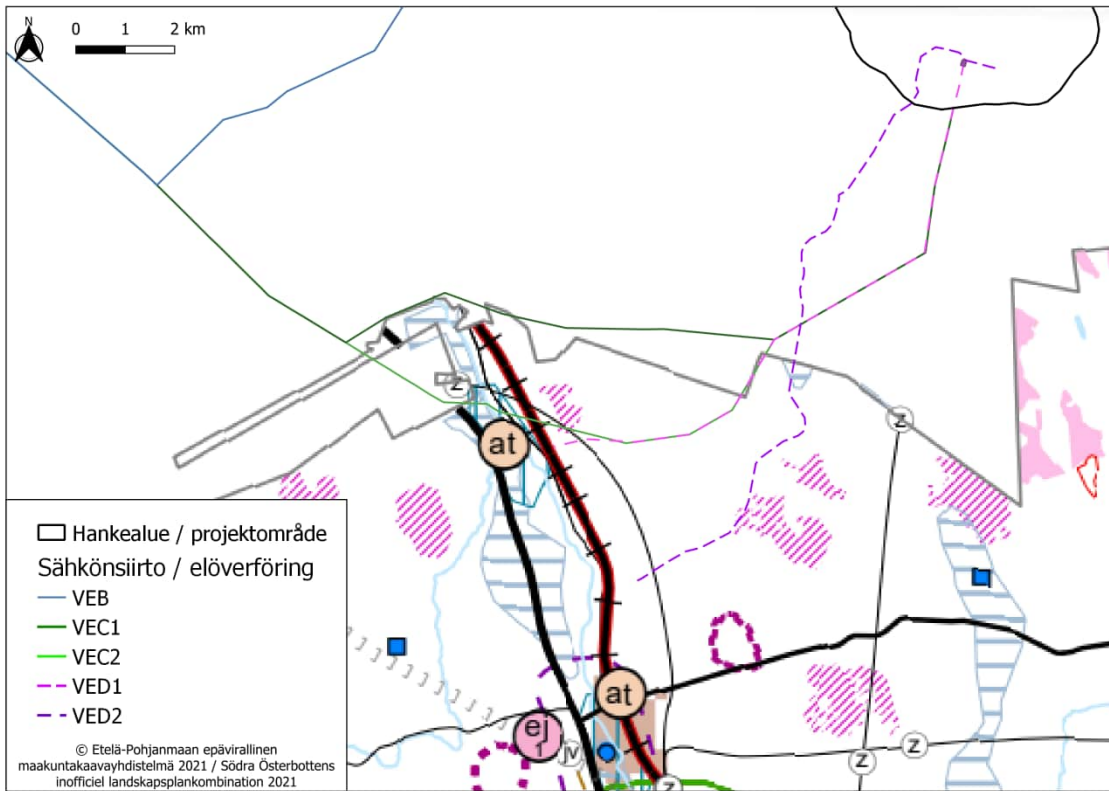 N
0 1 2 km
z
z
at
Hankealue / projektområde
Sähkönsiirto / elöverföring
VEB
VEC1
VEC2
VED1
VED2
© Etelä-Pohjanmaan epävirallinen
maakuntakaavayhdistelmä 2021 / Södra Österbottens
inofficiel landskapsplankombination 2021
at
ej
jv
z
z
z